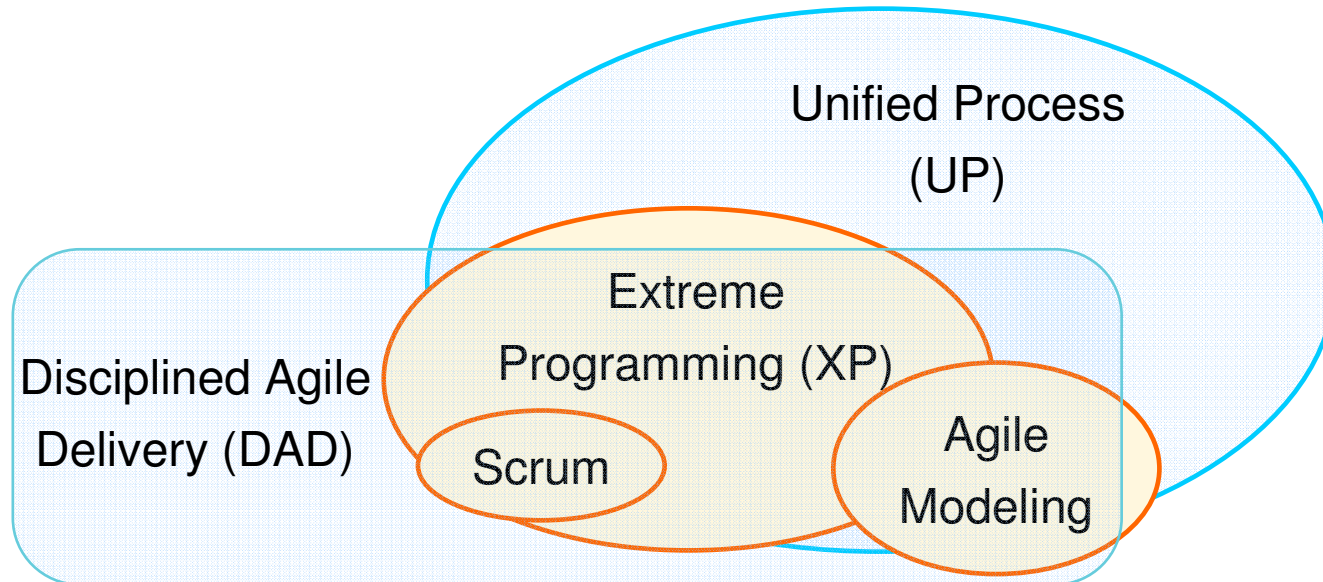 Unified Process
(UP)
Extreme
Programming (XP)
Disciplined Agile
Delivery (DAD)
Scrum
Agile
Modeling